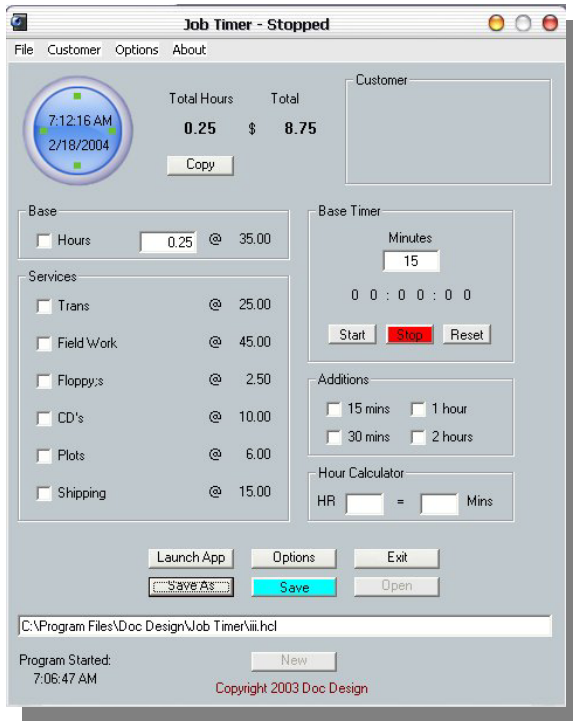 Job Timer - Stopped
File Customer Options About
7:12:16 AM
2/18/2004
Total Hours Total
0.25 $ 8.75
Copy
Customer
Base
Hours 0.25 @ 35.00
Services
Trans @ 25.00
Field Work @ 45.00
Floppy;s @ 2.50
CD's @ 10.00
Plots @ 6.00
Shipping @ 15.00
Base Timer
Minutes
15
0 0 : 0 0 : 0 0
Start Stop Reset
Additions
15 mins 1 hour
30 mins 2 hours
Hour Calculator
HR = Mins
Launch App Options Exit
Save As Save Open
C:\Program Files\Doc Design\Job Timer\iii.hcl
Program Started:
7:06:47 AM
New
Copyright 2003 Doc Design